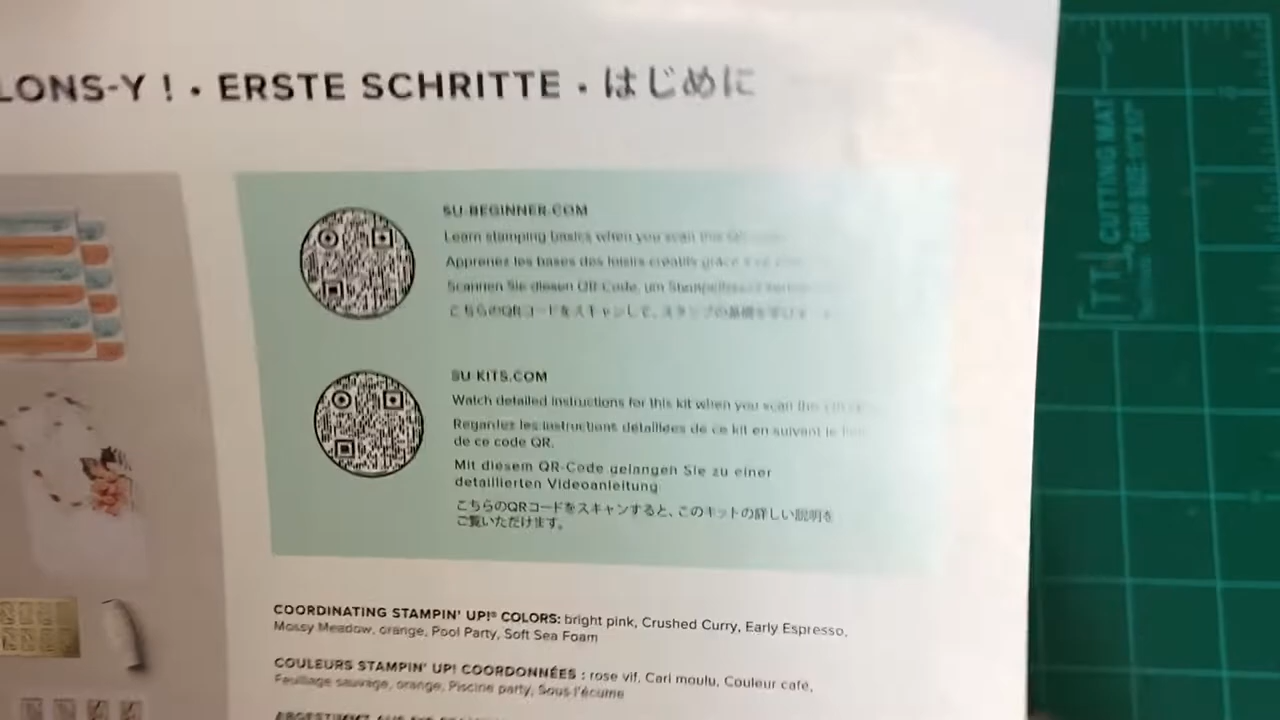 LONS-Y ! • ERSTE SCHRITTE • はじめに
SU-BEGINNER.COM
Learn stamping basics when you scan this
Apprenez les bases des loisirs créatifs grâce à ce
Scannen Sie diesen QR-Code, um
こちらのQRコードをスキャンして、スタンプの基礎を学び
SU-KITS.COM
Watch detailed instructions for this kit when you scan this
Regardez les instructions détaillées de ce kit en suivant le lien
de ce code QR.
Mit diesem QR-Code gelangen Sie zu einer
detaillierten Videoanleitung
こちらのQRコードをスキャンすると、このキットの詳しい説明を
ご覧いただけます。
COORDINATING STAMPIN' UP!® COLORS: bright pink, Crushed Curry, Early Espresso,
Mossy Meadow, orange, Pool Party, Soft Sea Foam
COULEURS STAMPIN' UP! COORDONNÉES : rose vif, Cari moulu, Couleur café,
Feuillage sauvage, orange, Piscine party, Sous l'écume
CUTTING MAT